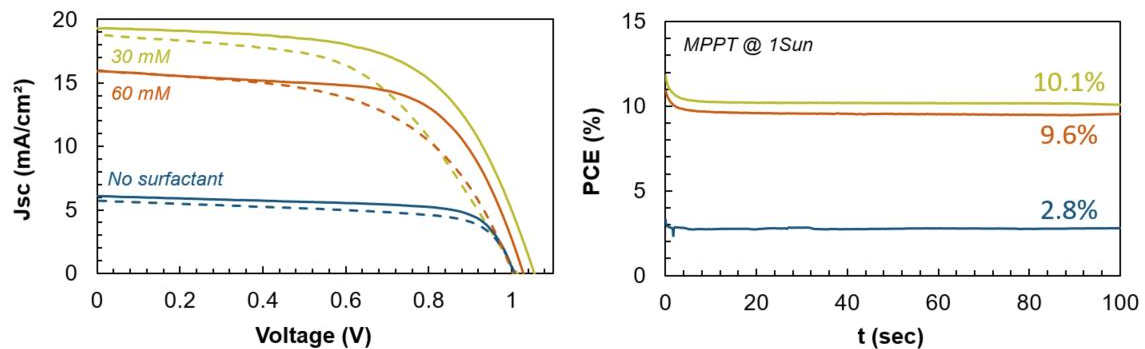 20
15
10
5
0
Jsc (mA/cm²)
30 mM
60 mM
No surfactant
0 0.2 0.4 0.6 0.8 1
Voltage (V)
15
10
5
0
PCE (%)
MPPT @ 1Sun
10.1%
9.6%
2.8%
0 20 40 60 80 100
t (sec)